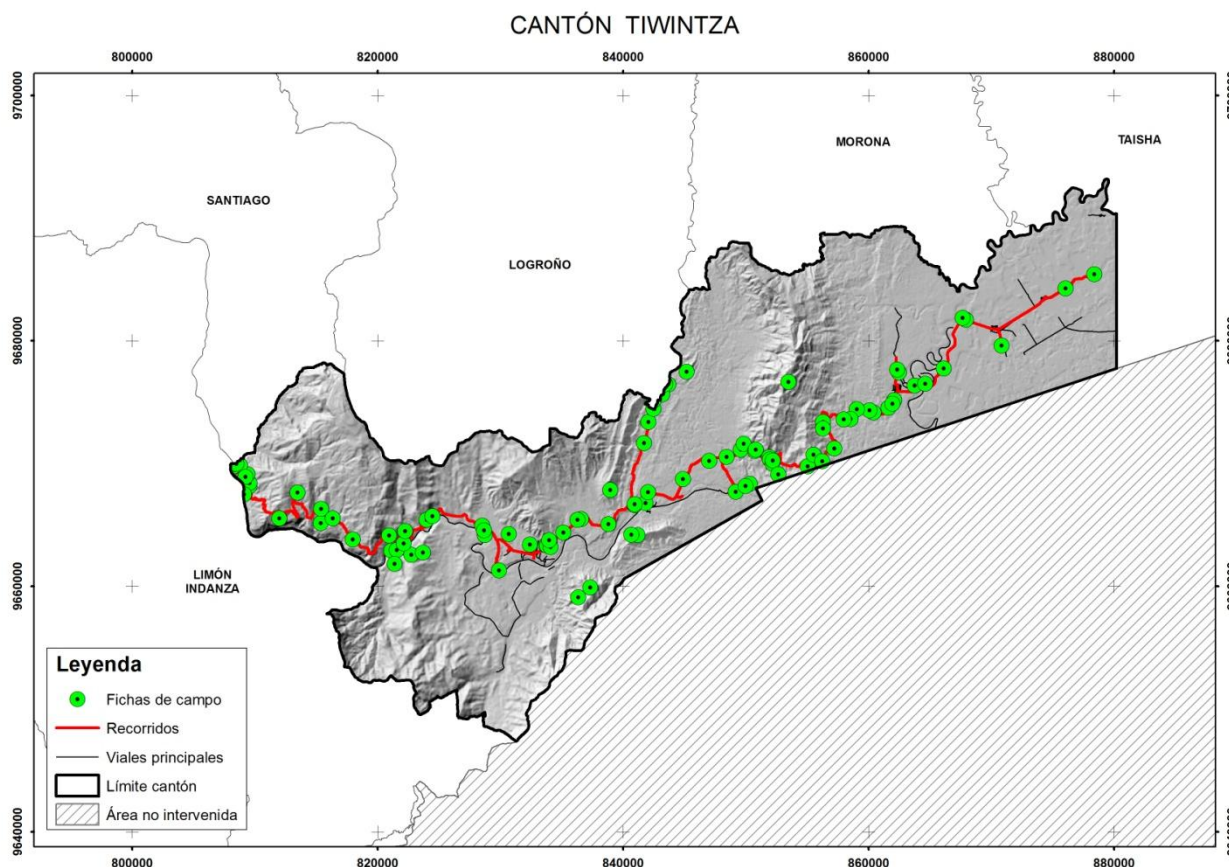 CANTÓN TIWINTZA
800000 820000 840000 860000 880000
9700000
MORONA
TAISHA
SANTIAGO
LOGROÑO
9680000
9660000
LIMÓN
INDANZA
Leyenda
Fichas de campo
Recorridos
Viales principales
Límite cantón
Área no intervenida
9640000
800000 820000 840000 860000 880000